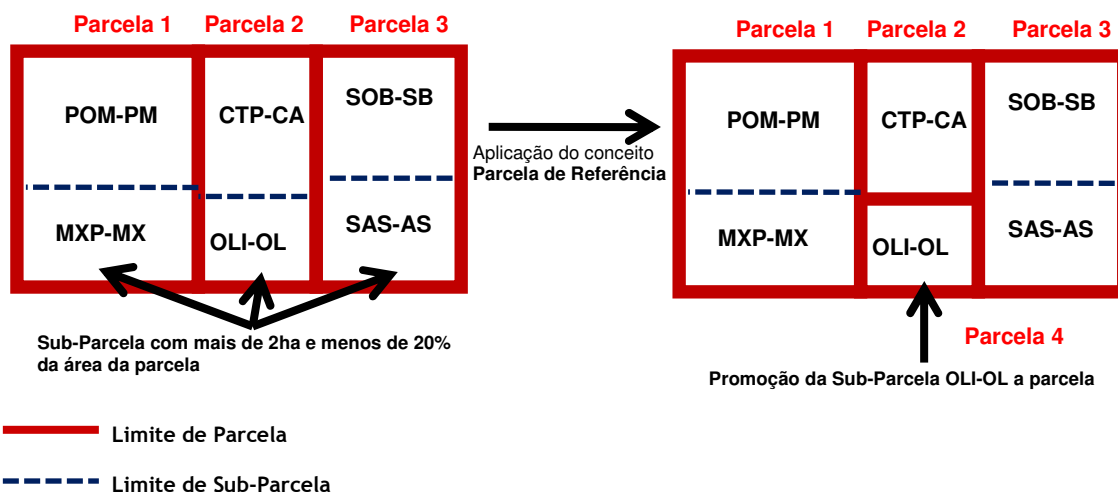 Parcela 1 Parcela 2 Parcela 3
POM-PM CTP-CA SOB-SB
MXP-MX OLI-OL SAS-AS
Sub-Parcela com mais de 2ha e menos de 20%
da área da parcela
Aplicação do conceito
Parcela de Referência
Parcela 1 Parcela 2 Parcela 3
POM-PM CTP-CA SOB-SB
MXP-MX OLI-OL SAS-AS
Parcela 4
Promoção da Sub-Parcela OLI-OL a parcela
Limite de Parcela
Limite de Sub-Parcela